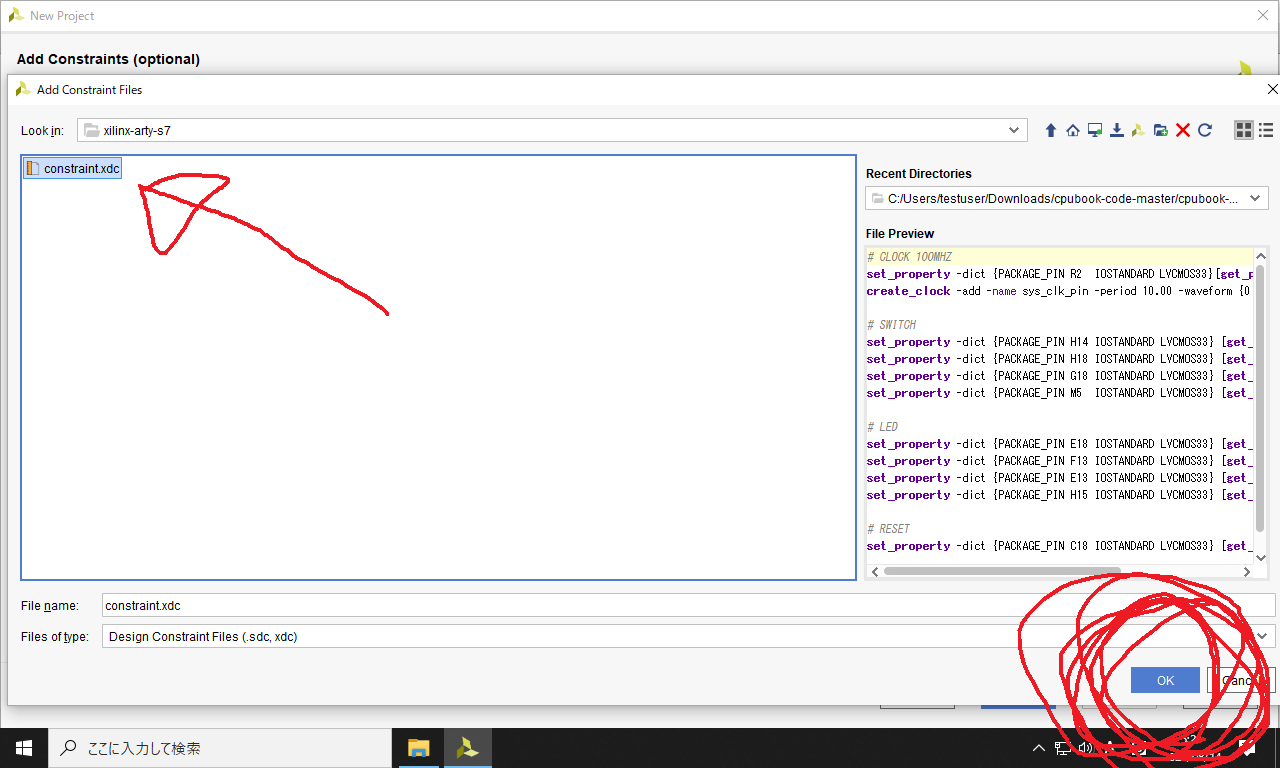 New Project
Add Constraints (optional)
Add Constraint Files
Look in: xilinx-arty-s7
constraint.xdc
Recent Directories
C:/Users/testuser/Downloads/cpubook-code-master/cpubook-...
File Preview
# CLOCK 100MHZ
set_property -dict {PACKAGE_PIN R2 IOSTANDARD LVCMOS33}[get_p
create_clock -add -name sys_clk_pin -period 10.00 -waveform {0
# SWITCH
set_property -dict {PACKAGE_PIN H14 IOSTANDARD LVCMOS33} [get_
set_property -dict {PACKAGE_PIN H18 IOSTANDARD LVCMOS33} [get_
set_property -dict {PACKAGE_PIN G18 IOSTANDARD LVCMOS33} [get_
set_property -dict {PACKAGE_PIN M5 IOSTANDARD LVCMOS33} [get_
# LED
set_property -dict {PACKAGE_PIN E18 IOSTANDARD LVCMOS33} [get_
set_property -dict {PACKAGE_PIN F13 IOSTANDARD LVCMOS33} [get_
set_property -dict {PACKAGE_PIN E13 IOSTANDARD LVCMOS33} [get_
set_property -dict {PACKAGE_PIN H15 IOSTANDARD LVCMOS33} [get_
# RESET
set_property -dict {PACKAGE_PIN C18 IOSTANDARD LVCMOS33} [get_
File name: constraint.xdc
Files of type: Design Constraint Files (.sdc, xdc)
OK
ここに入力して検索